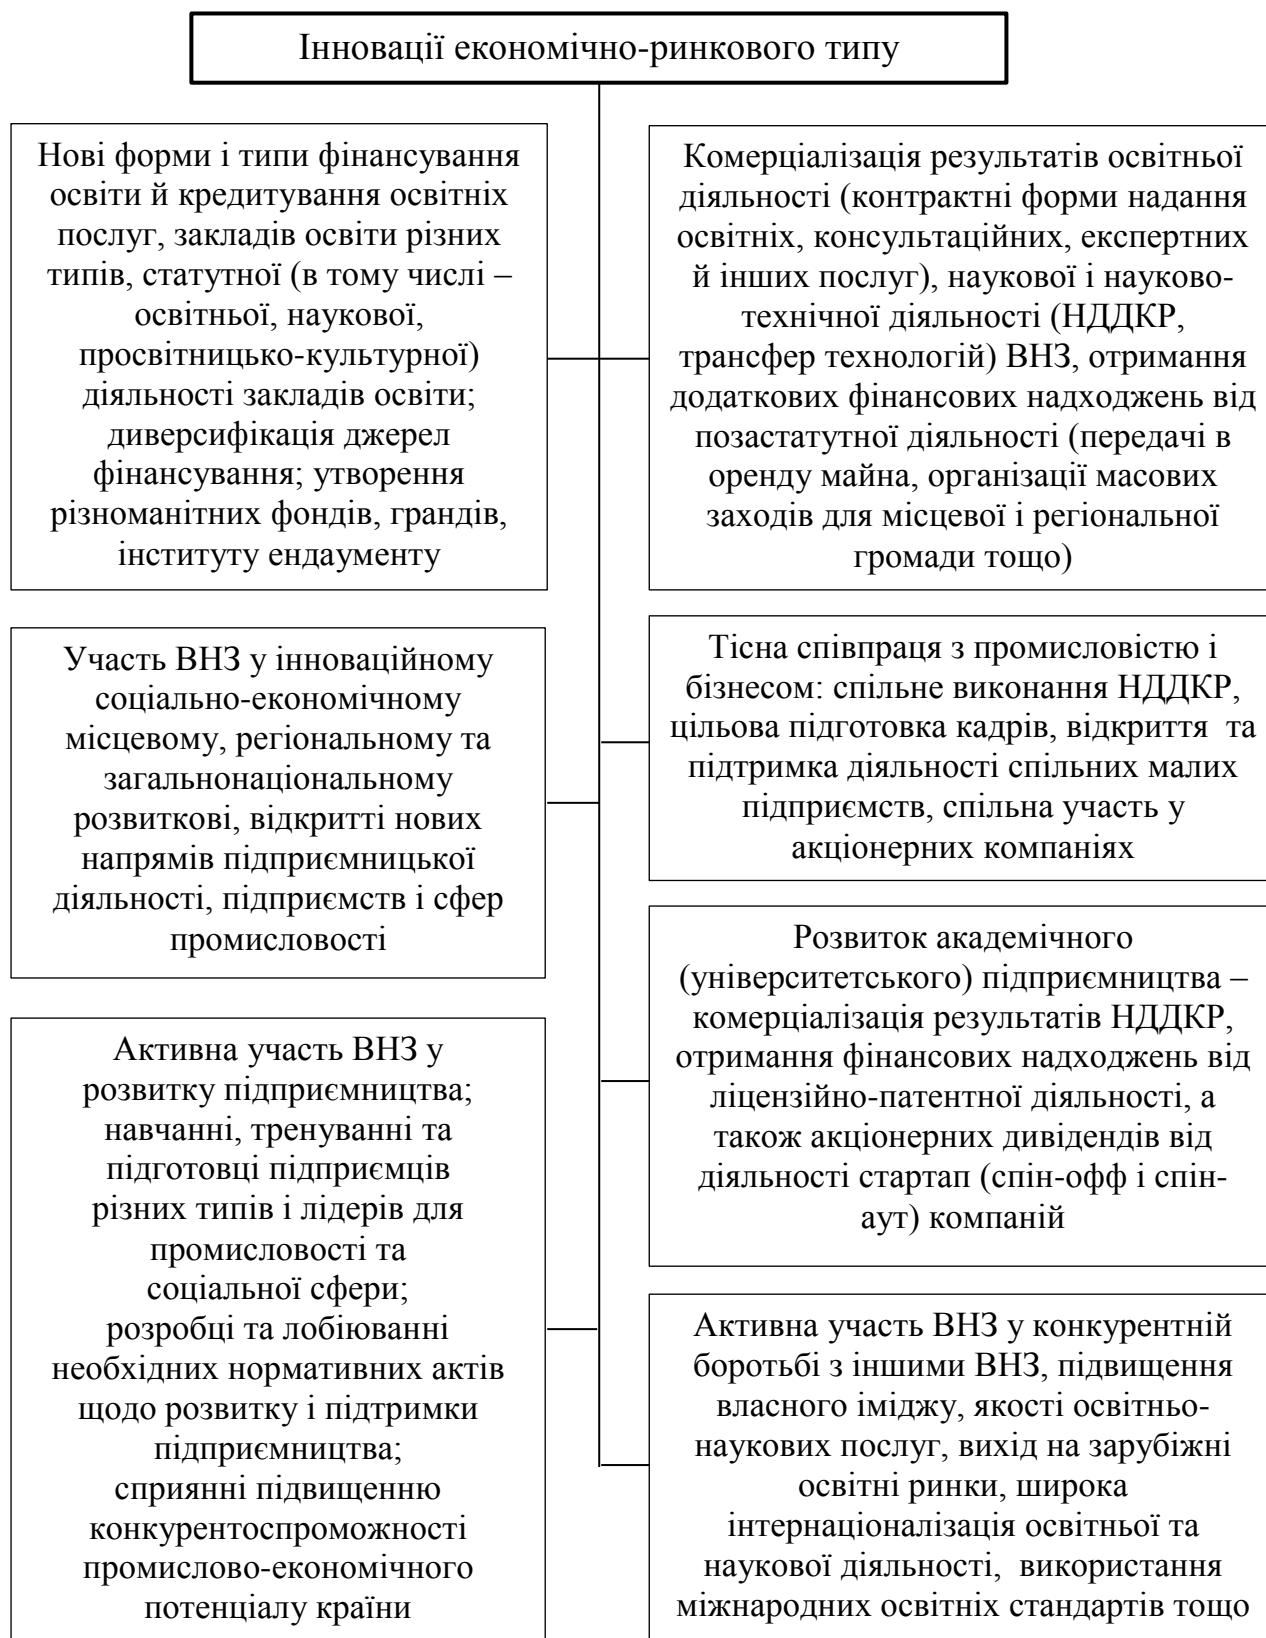 Інновації економічно-ринкового типу
Нові форми і типи фінансування
освіти й кредитування освітніх
послуг, закладів освіти різних
типів, статутної (в тому числі –
освітньої, наукової,
просвітницько-культурної)
діяльності закладів освіти;
диверсифікація джерел
фінансування; утворення
різноманітних фондів, грандів,
інституту ендаументу
Комерціалізація результатів освітньої
діяльності (контрактні форми надання
освітніх, консультаційних, експертних
й інших послуг), наукової і науково-
технічної діяльності (НДДКР,
трансфер технологій) ВНЗ, отримання
додаткових фінансових надходжень від
позастатутної діяльності (передачі в
оренду майна, організації масових
заходів для місцевої і регіональної
громади тощо)
Участь ВНЗ у інноваційному
соціально-економічному
місцевому, регіональному та
загальнонаціональному
розвиткові, відкритті нових
напрямів підприємницької
діяльності, підприємств і сфер
промисловості
Тісна співпраця з промисловістю і
бізнесом: спільне виконання НДДКР,
цільова підготовка кадрів, відкриття та
підтримка діяльності спільних малих
підприємств, спільна участь у
акціонерних компаніях
Розвиток академічного
(університетського) підприємництва –
комерціалізація результатів НДДКР,
отримання фінансових надходжень від
ліцензійно-патентної діяльності, а
також акціонерних дивідендів від
діяльності стартап (спін-офф і спін-
аут) компаній
Активна участь ВНЗ у
розвитку підприємництва;
навчанні, тренуванні та
підготовці підприємців
різних типів і лідерів для
промисловості та
соціальної сфери;
розробці та лобіюванні
необхідних нормативних актів
щодо розвитку і підтримки
підприємництва;
сприянні підвищенню
конкурентоспроможності
промислово-економічного
потенціалу країни
Активна участь ВНЗ у конкурентній
боротьбі з іншими ВНЗ, підвищення
власного іміджу, якості освітньо-
наукових послуг, вихід на зарубіжні
освітні ринки, широка
інтернаціоналізація освітньої та
наукової діяльності, використання
міжнародних освітніх стандартів тощо